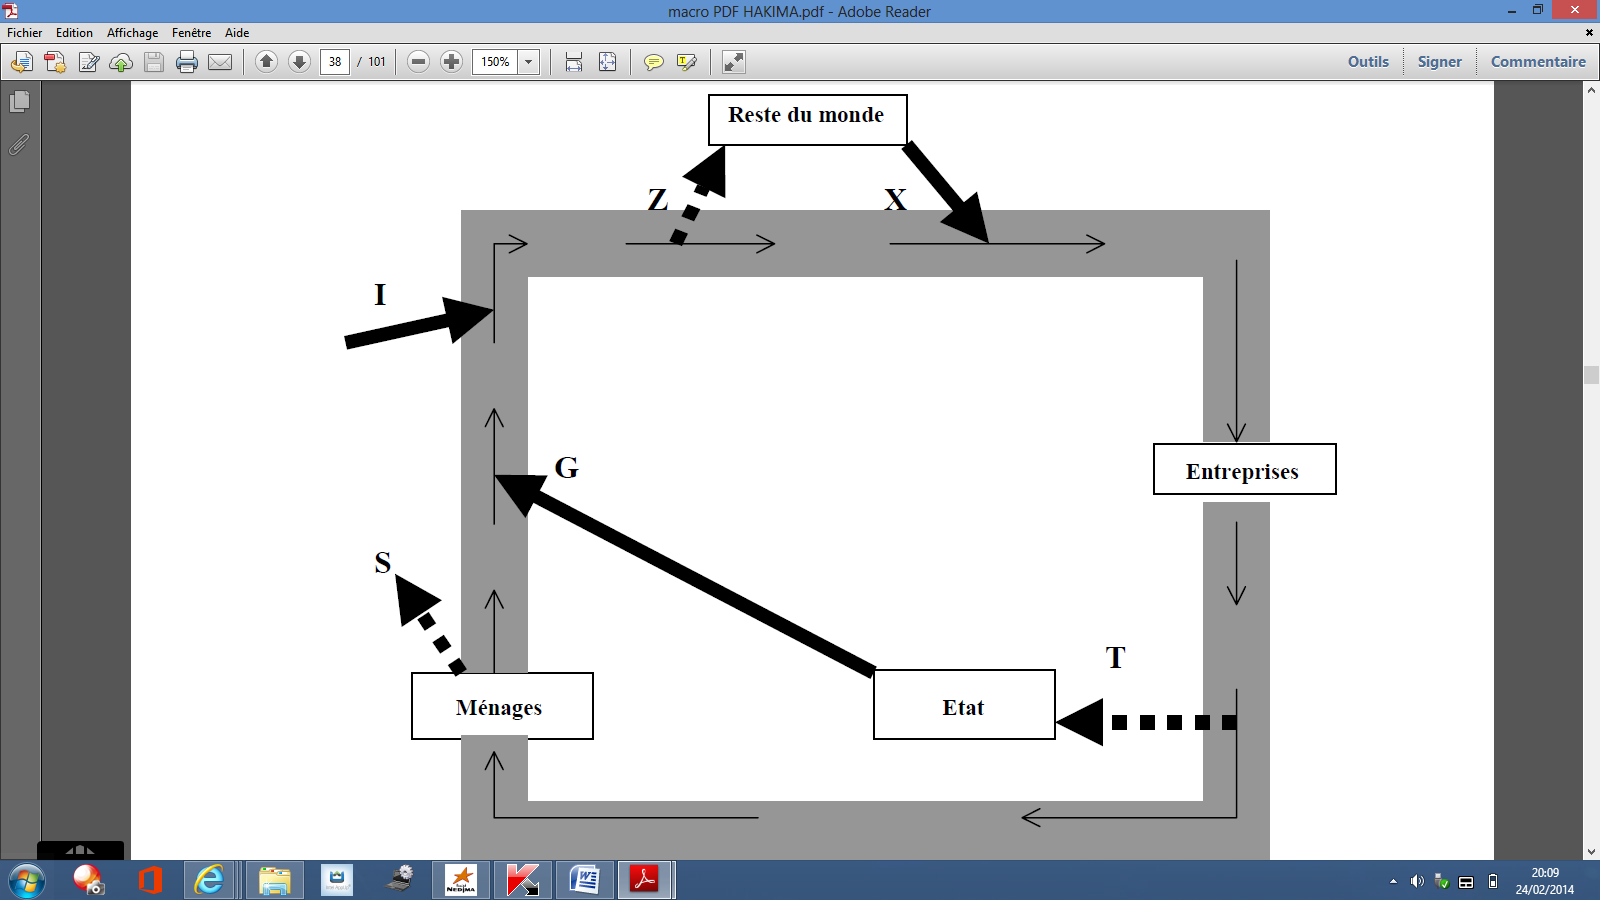 macro PDF HAKIMA.pdf - Adobe Reader
Fichier Edition Affichage Fenêtre Aide
38 / 101 150% Outils Signer Commentaire
Reste du monde
Z X
I
G
Entreprises
S
T
Ménages Etat
NEDJMA
20:09
24/02/2014